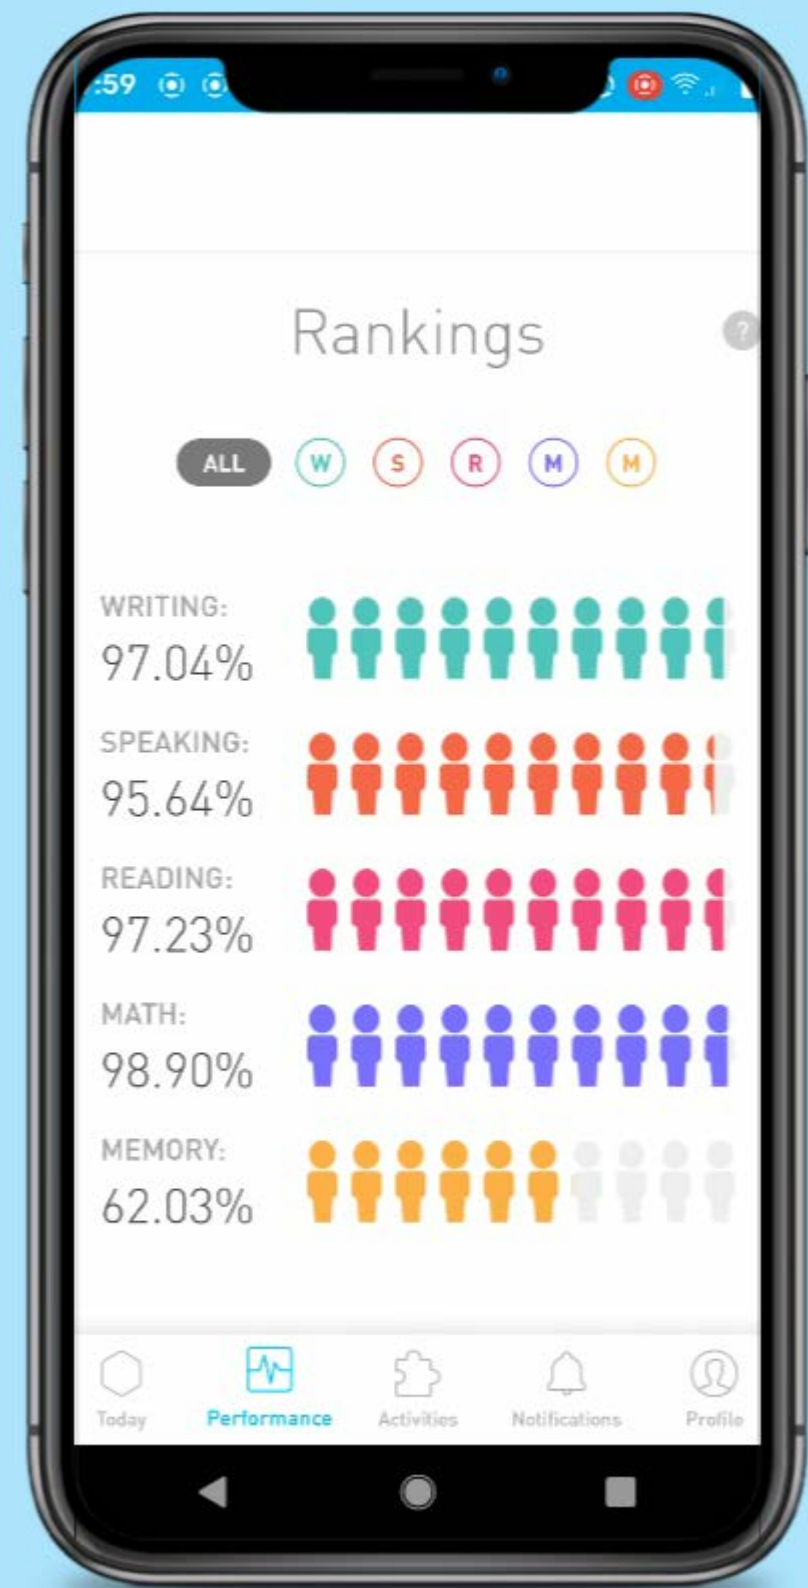 :59
Rankings
?
ALL W S R M M
WRITING:
97.04%
SPEAKING:
95.64%
READING:
97.23%
MATH:
98.90%
MEMORY:
62.03%
Today Performance Activities Notifications Profile